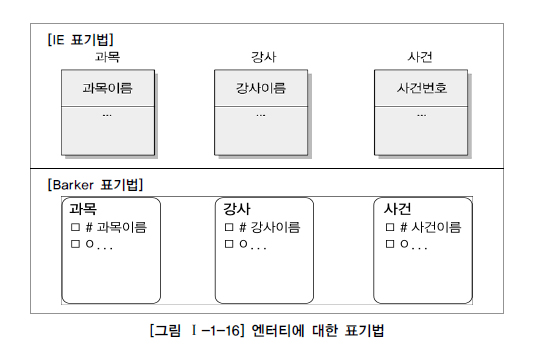 [IE 표기법]
과목 강사 사건
과목이름 강사이름 사건번호
... ... ...
[Barker 표기법]
과목 강사 사건
□ # 과목이름 □ # 강사이름 □ # 사건이름
□ o... □ o... □ o...
[그림 Ⅰ-1-16] 엔터티에 대한 표기법